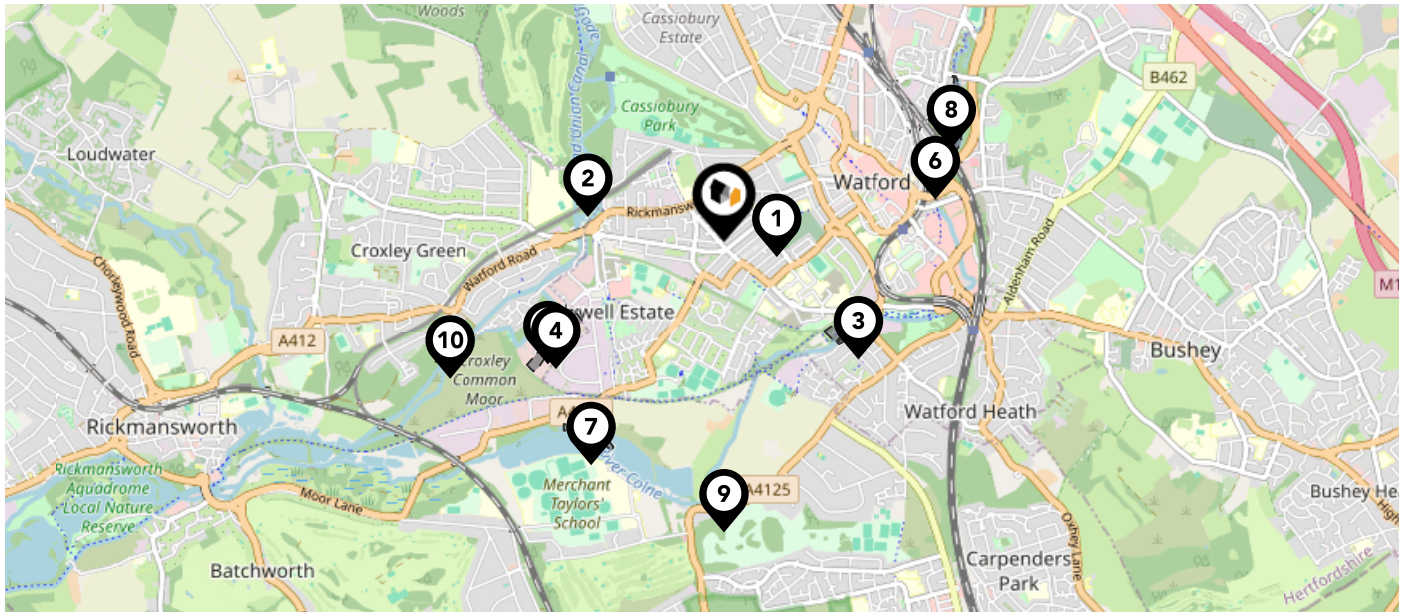 Woods
Cassiobury
Estate
B462
Cassiobury
Park
8
Loudwater
6
2
Watford
Rickmansw
1
Croxley Green
Watford Road
Aldenham Road
Chorleywood Road
M1
well Estate
3
4
10
A412
Croxley
Common
Moor
Bushey
Rickmansworth
A4
7
Watford Heath
Rickmansworth
Aquadrome
Local Nature
Reserve
Moor Lane
Merchant
Taylors'
School
er Colne
9
A4125
Bushey He
High
Oxhey Lane
Batchworth
Carpenders
Park
Hertfordshire